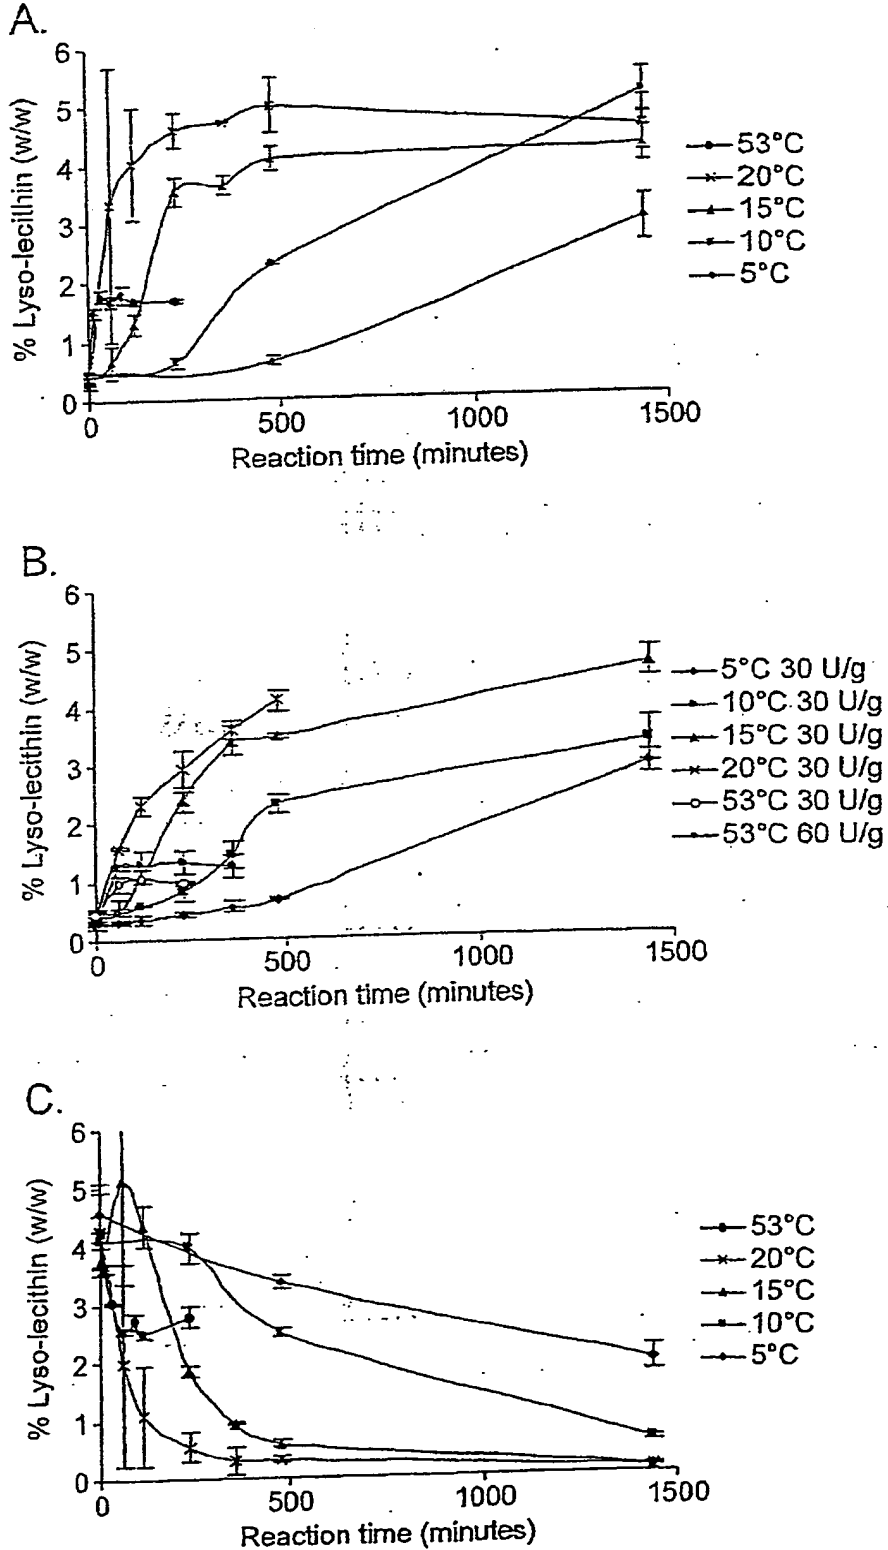 A.
6
5
4
3
2
1
0
% Lyso-lecilhin (w/w)
0
500
1000
1500
Reaction time (minutes)
53°C
20°C
15°C
10°C
5°C
B.
6
5
4
3
2
1
0
% Lyso-lecithin (w/w)
0
500
1000
1500
Reaction time (minutes)
5°C 30 U/g
10°C 30 U/g
15°C 30 U/g
20°C 30 U/g
53°C 30 U/g
53°C 60 U/g
C.
6
5
4
3
2
1
0
% Lyso-lecithin (w/w)
0
500
1000
1500
Reaction time (minutes)
53°C
20°C
15°C
10°C
5°C